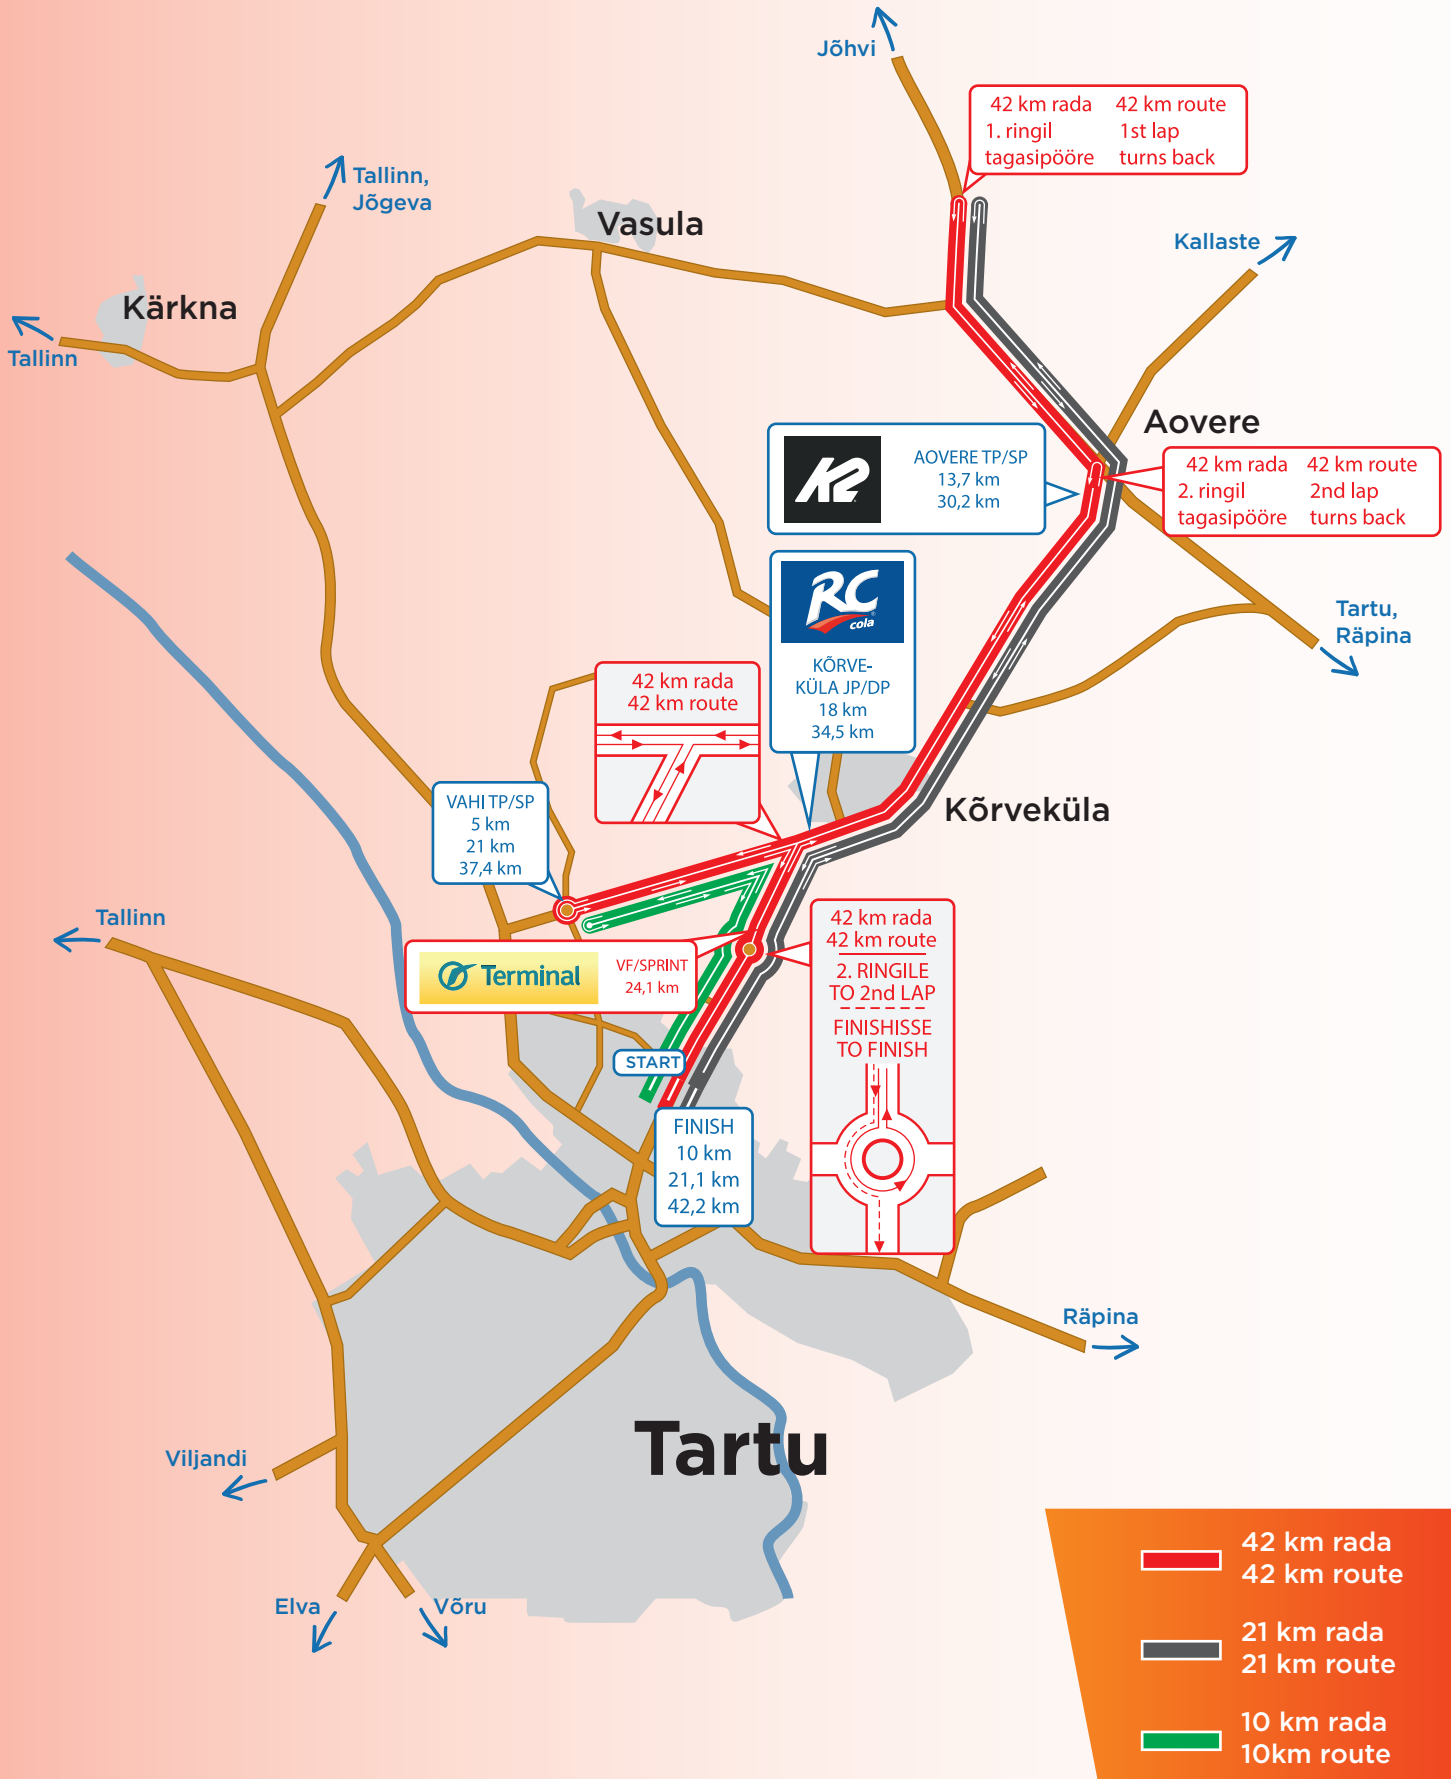 Jõhvi
42 km rada 42 km route
1. ringil 1st lap
tagasipööre turns back
Tallinn,
Jõgeva
Vasula
Kallaste
Kärkna
Tallinn
Aovere
K2
AOVERE TP/SP
13,7 km
30,2 km
42 km rada 42 km route
2. ringil 2nd lap
tagasipööre turns back
RC
cola
KÕRVE-
KÜLA JP/DP
18 km
34,5 km
Tartu,
Räpina
42 km rada
42 km route
VAHI TP/SP
5 km
21 km
37,4 km
Kõrveküla
Tallinn
Terminal
VF/SPRINT
24,1 km
42 km rada
42 km route
2. RINGILE
TO 2nd LAP
FINISHISSE
TO FINISH
START
FINISH
10 km
21,1 km
42,2 km
Räpina
Tartu
Viljandi
Elva
Võru
42 km rada
42 km route
21 km rada
21 km route
10 km rada
10km route